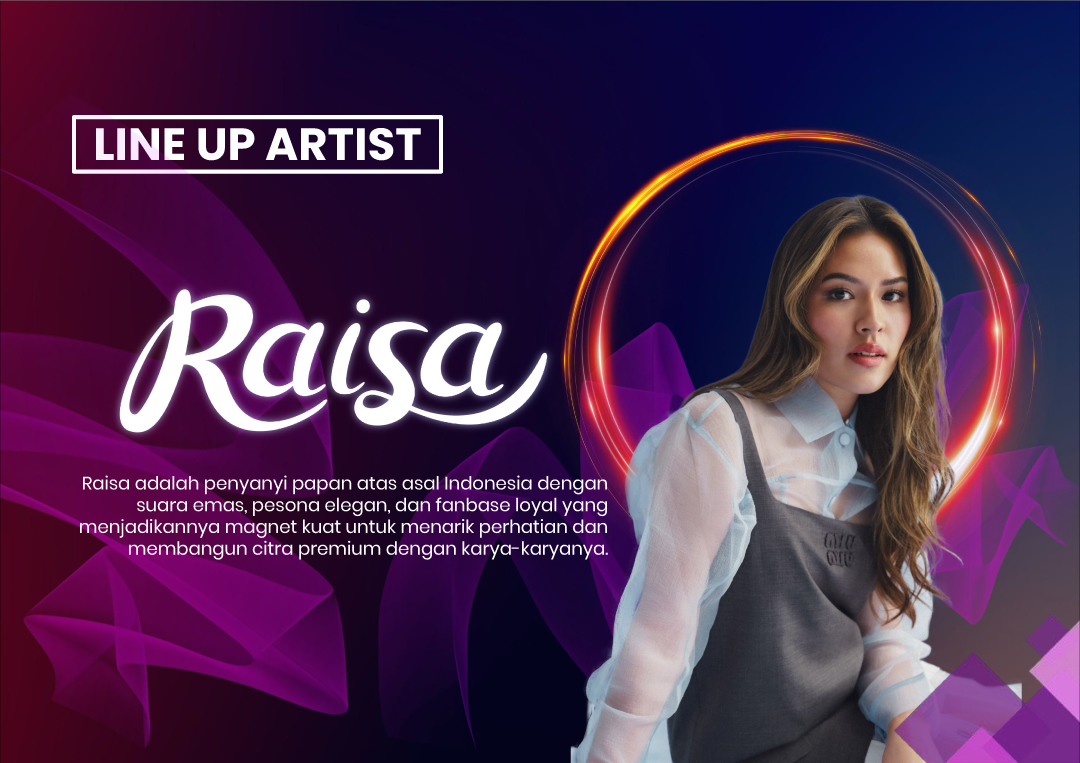 LINE UP ARTIST
Raisa
Raisa adalah penyanyi papan atas asal Indonesia dengan
suara emas, pesona elegan, dan fanbase loyal yang
menjadikannya magnet kuat untuk menarik perhatian dan
membangun citra premium dengan karya-karyanya.